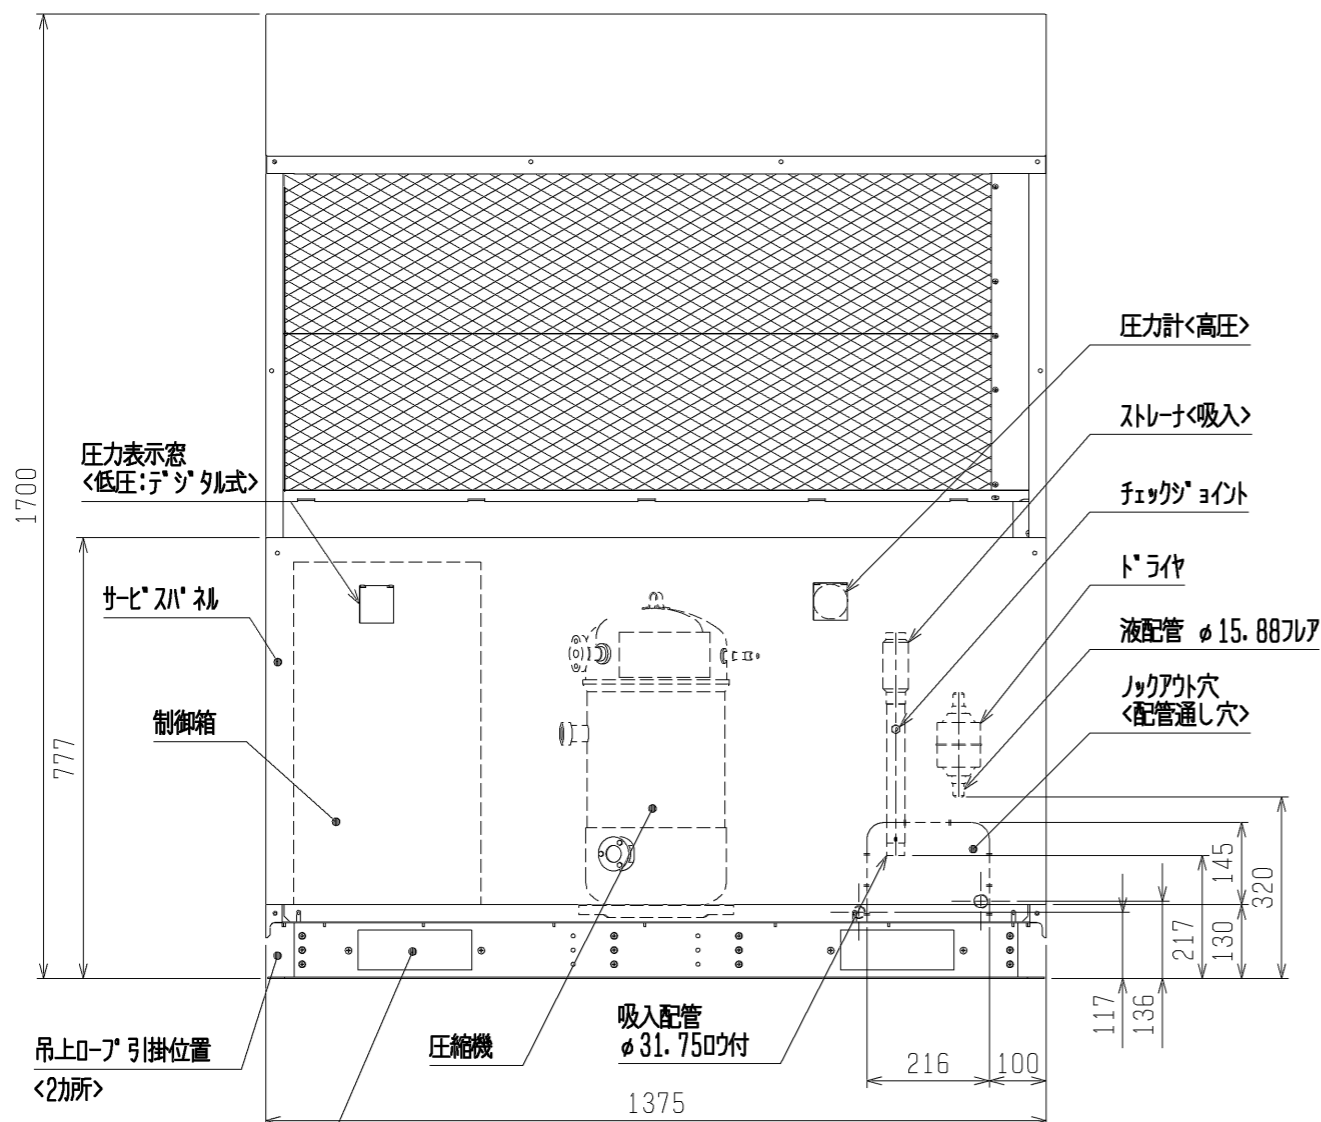 圧力計<高圧>
ストレーナ<吸入>
圧力表示窓
<低圧:デジタル式>
チェックジョイント
ドライヤ
サービスパネル
液配管 φ15.88フレア
ノックアウト穴
<配管通し穴>
制御箱
1700
777
145
320
217
130
117
136
吸入配管
φ31.75ロウ付
圧縮機
吊上ロープ引掛位置
<2カ所>
216
100
1375